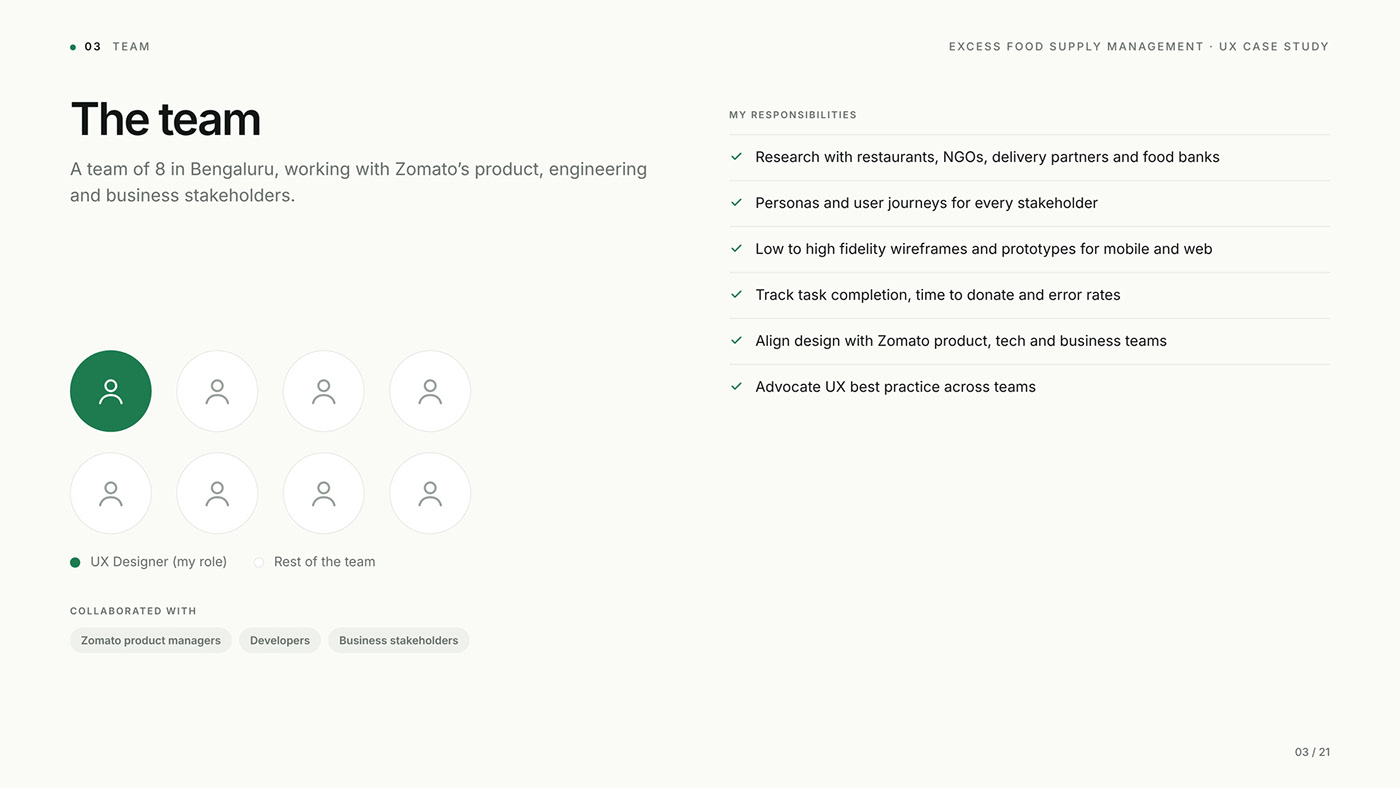 03 TEAM
EXCESS FOOD SUPPLY MANAGEMENT · UX CASE STUDY
The team
A team of 8 in Bengaluru, working with Zomato’s product, engineering
and business stakeholders.
UX Designer (my role) Rest of the team
COLLABORATED WITH
Zomato product managers Developers Business stakeholders
MY RESPONSIBILITIES
Research with restaurants, NGOs, delivery partners and food banks
Personas and user journeys for every stakeholder
Low to high fidelity wireframes and prototypes for mobile and web
Track task completion, time to donate and error rates
Align design with Zomato product, tech and business teams
Advocate UX best practice across teams
03 / 21